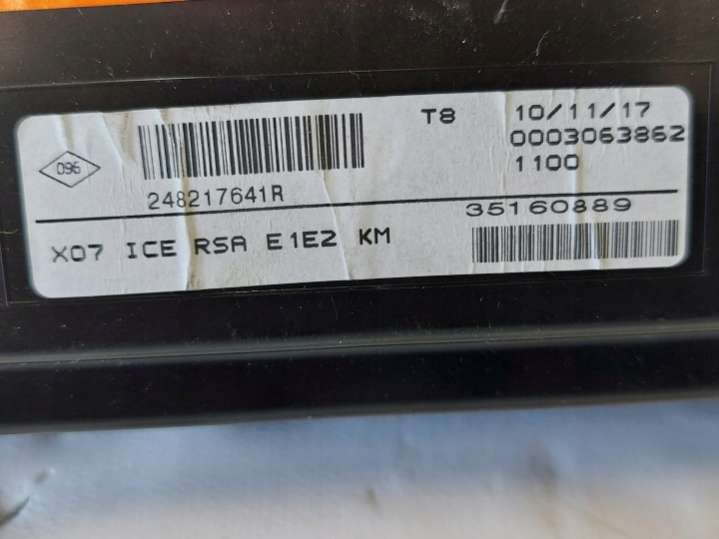 T8 10/11/17
096 0003063862
1100
248217641R
35160889
X07 ICE RSA E1E2 KM